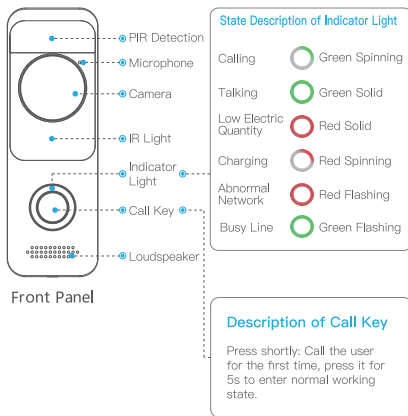 PIR Detection
Microphone
Camera
IR Light
Indicator
Light
Call Key
Loudspeaker
Front Panel
State Description of Indicator Light
Calling Green Spinning
Talking Green Solid
Low Electric
Quantity Red Solid
Charging Red Spinning
Abnormal
Network Red Flashing
Busy Line Green Flashing
Description of Call Key
Press shortly: Call the user
for the first time, press it for
5s to enter normal working
state.